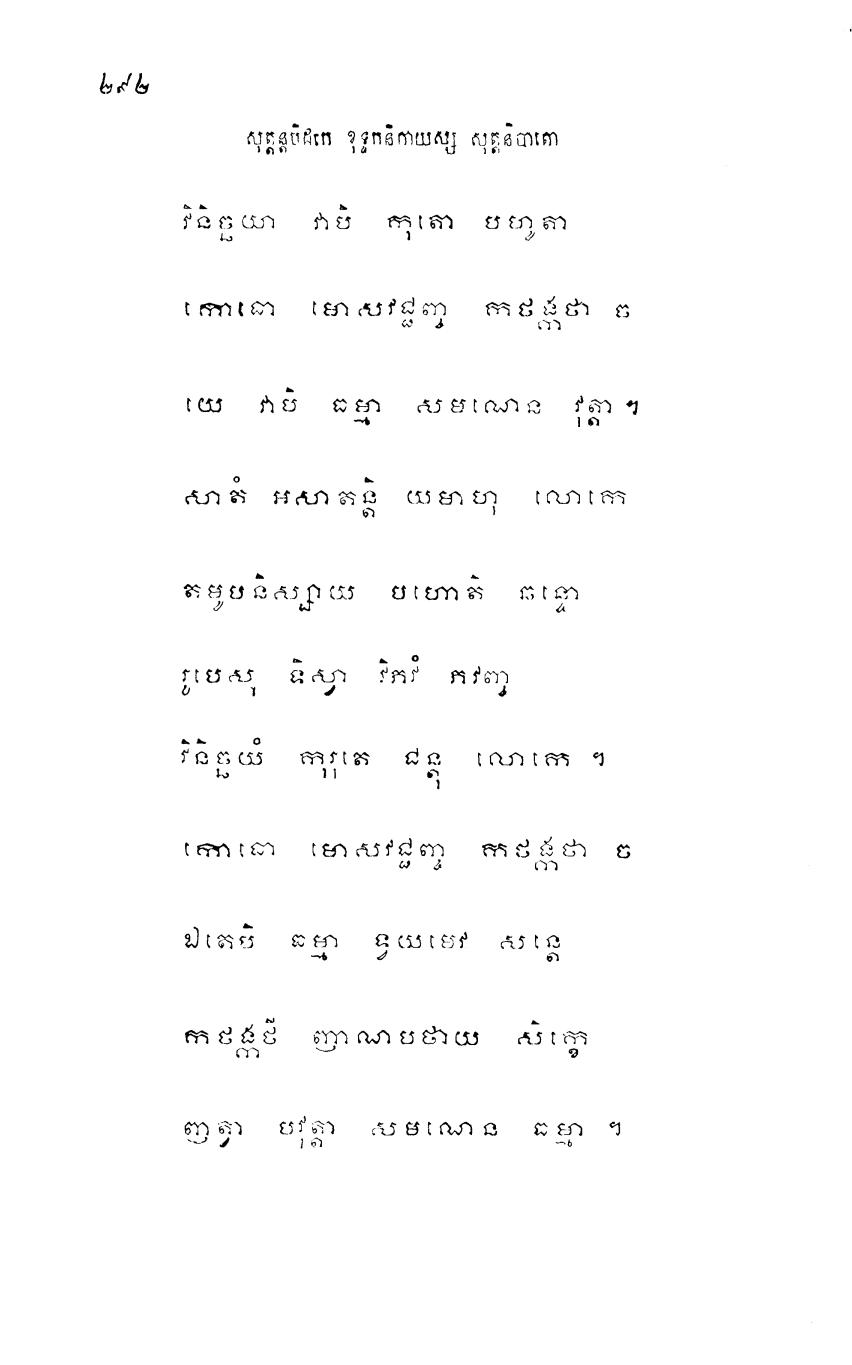 ២៩២
សុត្តន្តបិដកេ ខុទ្ទកនិកាយស្ស សុត្តនិបាតោ
វិនិច្ឆយា វាបិ កុតោ បហូតា
កោធោ មោសវជ្ជញ្ច កថង្កថា ច
យេ វាបិ ធម្មា សមណេន វុត្តា ។
សាតំ អសាតន្តិ យមាហុ លោកេ
តមូបនិស្សាយ បហោតិ ឆន្ទោ
រូបេសុ ទិស្វា វិភវំ ភវញ្ច
វិនិច្ឆយំ កុរុតេ ជន្តុ លោកេ ។
កោធោ មោសវជ្ជញ្ច កថង្កថា ច
ឯតេបិ ធម្មា ទ្វយមេវ សន្តេ
កថង្កថី ញាណបថាយ សិក្ខេ
ញត្វា បវុត្តា សមណេន ធម្មា ។